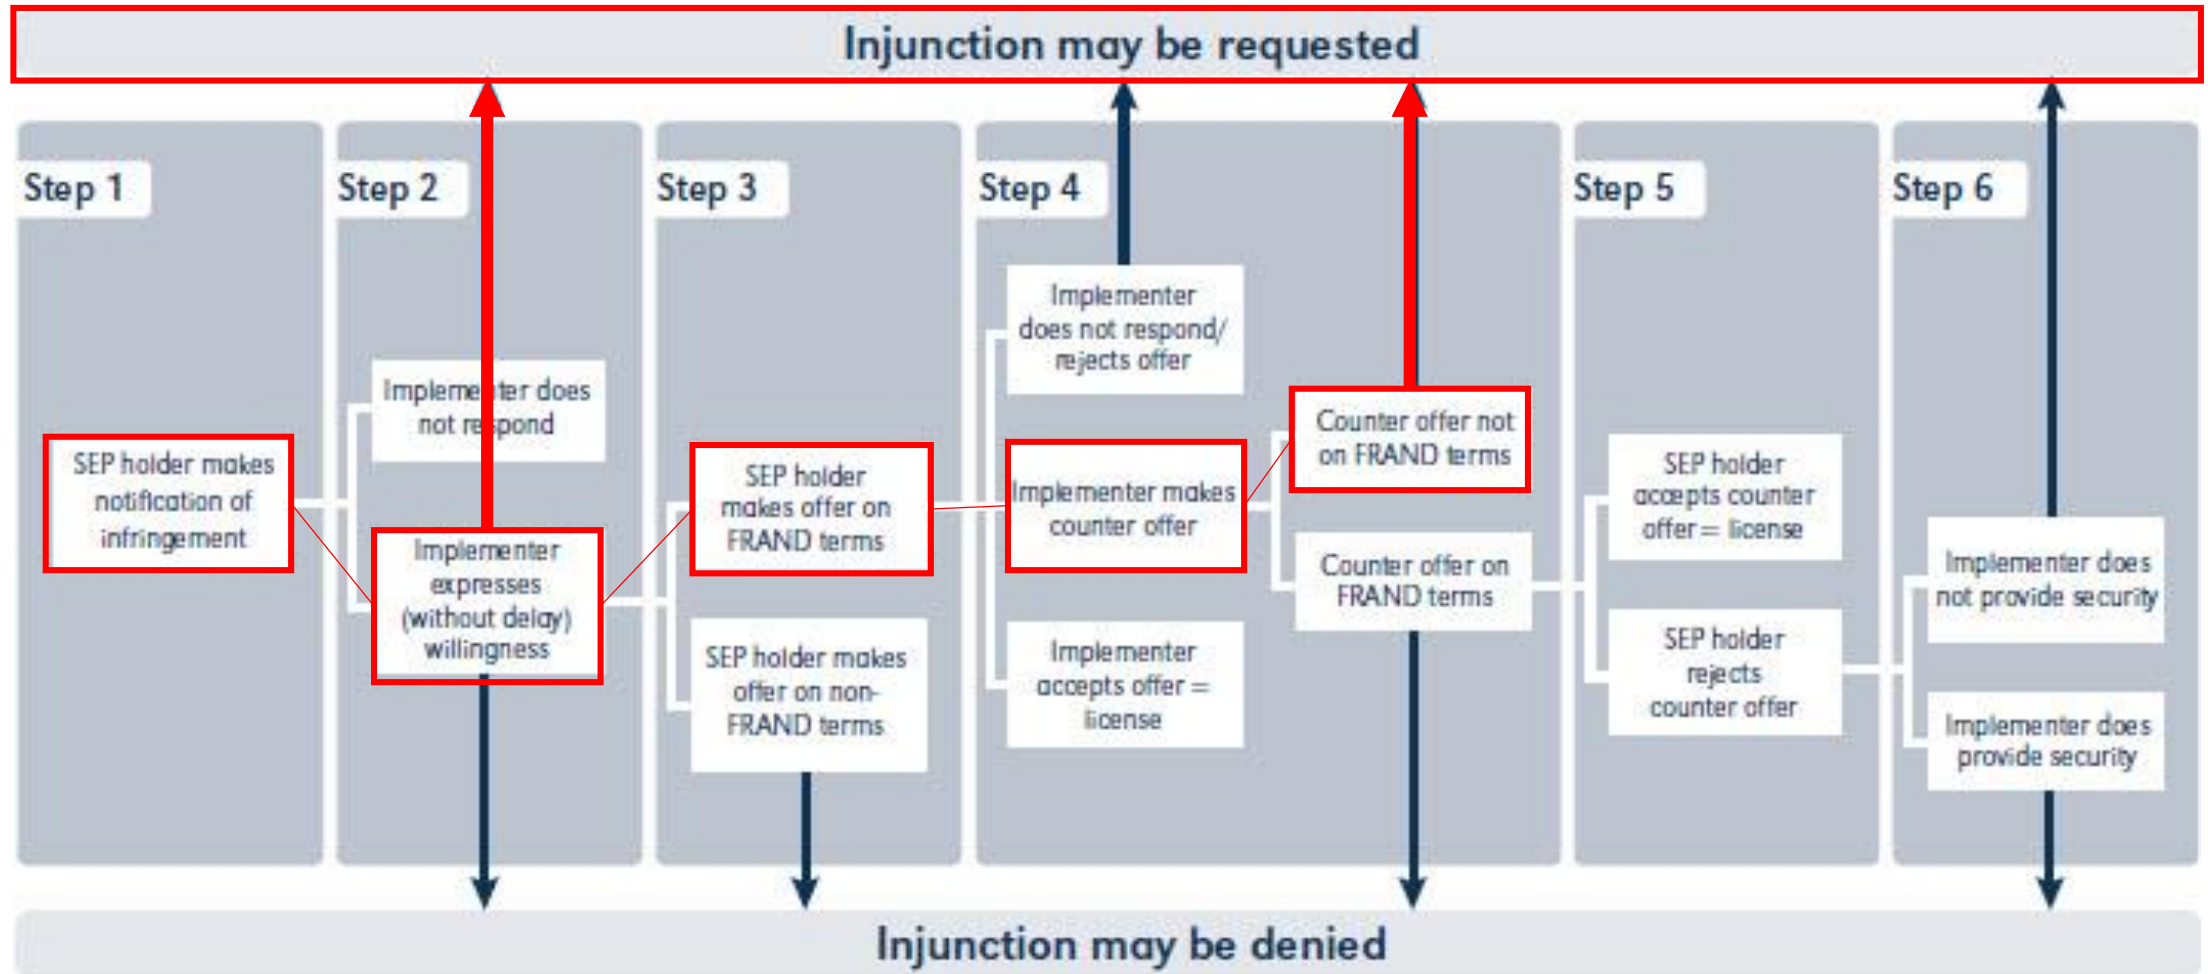 Injunction may be requested
Step 1
SEP holder makes
notification of
infringement
Step 2
Implementer does
not respond
Implementer
expresses
(without delay)
willingness
Step 3
SEP holder
makes offer on
FRAND terms
SEP holder makes
offer on non-
FRAND terms
Step 4
Implementer
does not respond/
rejects offer
Implementer makes
counter offer
Implementer
accepts offer =
license
Counter offer not
on FRAND terms
Counter offer on
FRAND terms
Step 5
SEP holder
accepts counter
offer = license
SEP holder
rejects
counter offer
Step 6
Implementer does
not provide security
Implementer does
provide security
Injunction may be denied